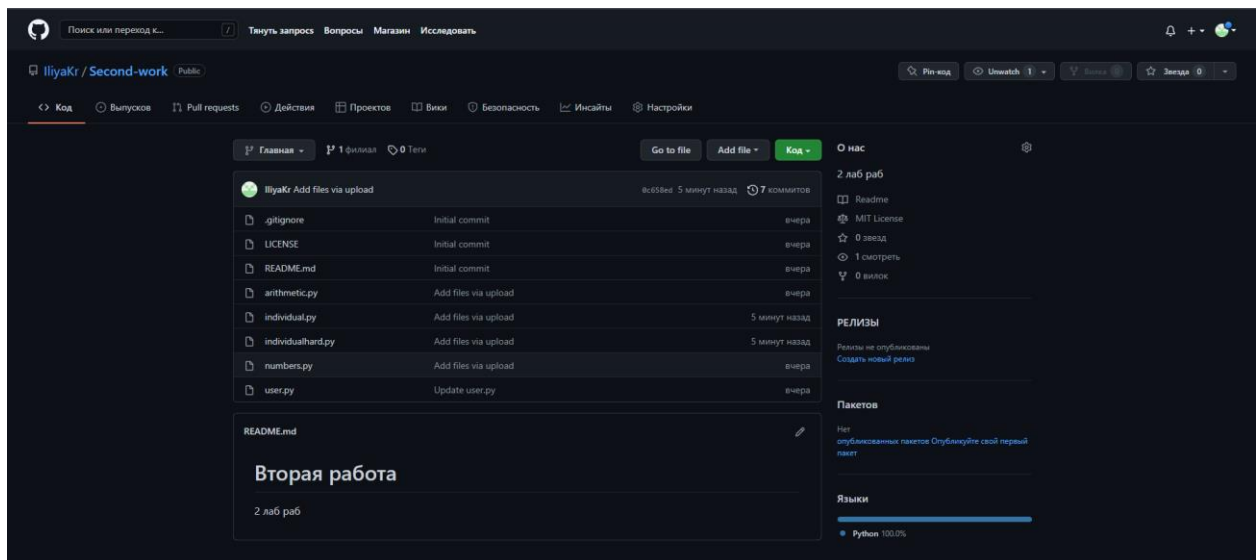 Поиск или переход к... /
Тянуть запрос Вопросы Магазин Исследовать
IliyaKr / Second-work Public
Pin-код Unwatch 1 Вилка 0 Звезда 0
Код Выпусков Pull requests Действия Проектов Вики Безопасность Инсайты Настройки
Главная 1 филиал 0 Теги Go to file Add file Код
IliyaKr Add files via upload 0c658ed 5 минут назад 7 коммитов
.gitignore Initial commit вчера
LICENSE Initial commit вчера
README.md Initial commit вчера
arithmetic.py Add files via upload вчера
individual.py Add files via upload 5 минут назад
individualhard.py Add files via upload 5 минут назад
numbers.py Add files via upload вчера
user.py Update user.py вчера
README.md
Вторая работа
2 лаб раб
О нас
2 лаб раб
Readme
MIT License
0 звезд
1 смотреть
0 вилок
РЕЛИЗЫ
Релизы не опубликованы
Создать новый релиз
Пакетов
Нет
опубликованных пакетов Опубликуйте свой первый
пакет
Языки
Python 100.0%